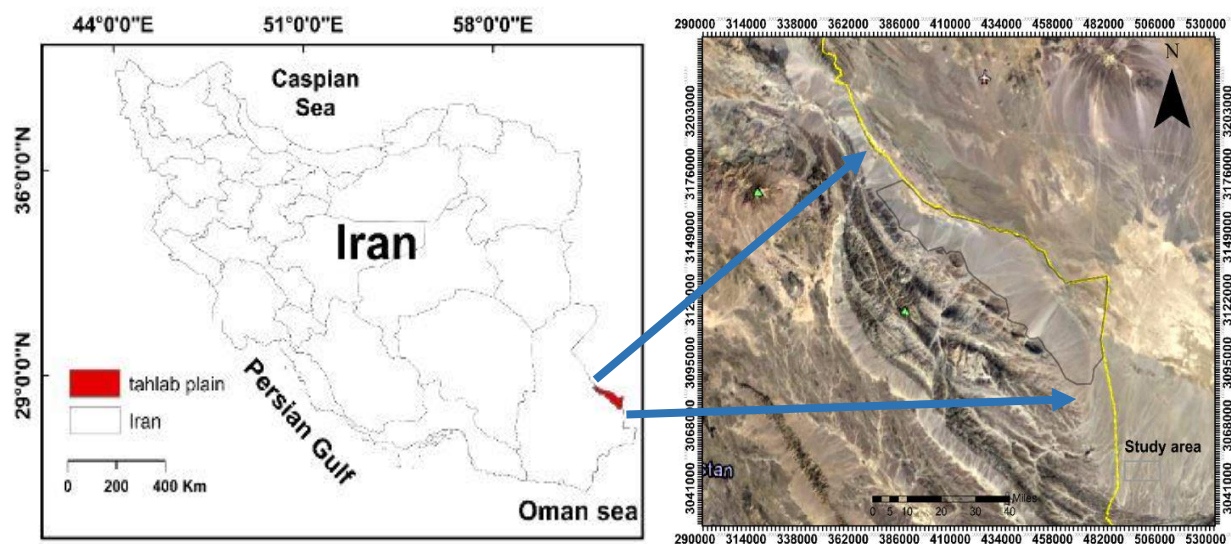 44°0'0"E 51°0'0"E 58°0'0"E
36°0'0"N
29°0'0"N
Caspian
Sea
Iran
Persian Gulf
Oman sea
tahlab plain
Iran
0 200 400 Km
290000 314000 338000 362000 386000 410000 434000 458000 482000 506000 530000
3203000
3176000
3149000
3122000
3095000
3068000
3041000
N
3203000
3176000
3149000
3122000
3095000
3068000
3041000
Study area
stan
Miles
0 5 10 20 30 40
290000 314000 338000 362000 386000 410000 434000 458000 482000 506000 530000